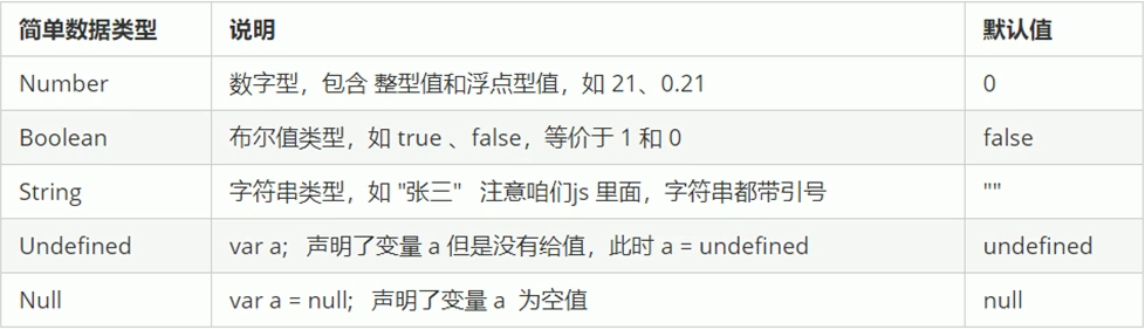 简单数据类型 说明 默认值
Number 数字型，包含 整型值和浮点型值，如 21、0.21 0
Boolean 布尔值类型，如 true 、false，等价于 1 和 0 false
String 字符串类型，如 "张三" 注意咱们js 里面，字符串都带引号 ""
Undefined var a; 声明了变量 a 但是没有给值，此时 a = undefined undefined
Null var a = null; 声明了变量 a 为空值 null